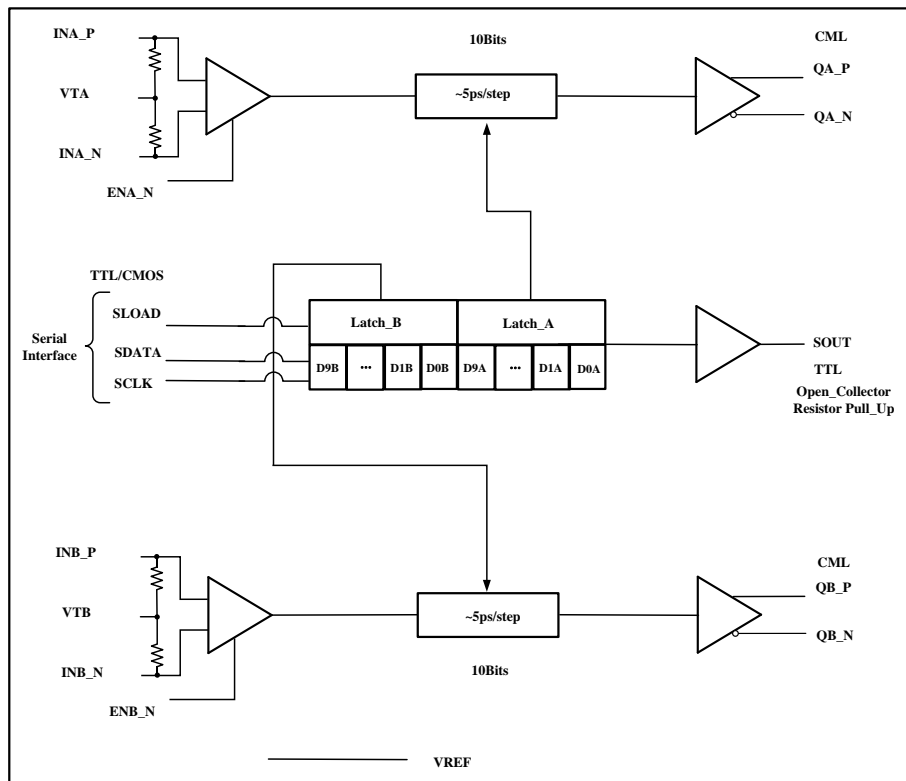 INA_P
10Bits
CML
QA_P
VTA
~5ps/step
INA_N
QA_N
ENA_N
TTL/CMOS
SLOAD
Serial
Interface
SDATA
SCLK
Latch_B
Latch_A
D9B ... D1B D0B D9A ... D1A D0A
SOUT
TTL
Open_Collector
Resistor Pull_Up
INB_P
CML
QB_P
VTB
~5ps/step
QB_N
INB_N
10Bits
ENB_N
VREF